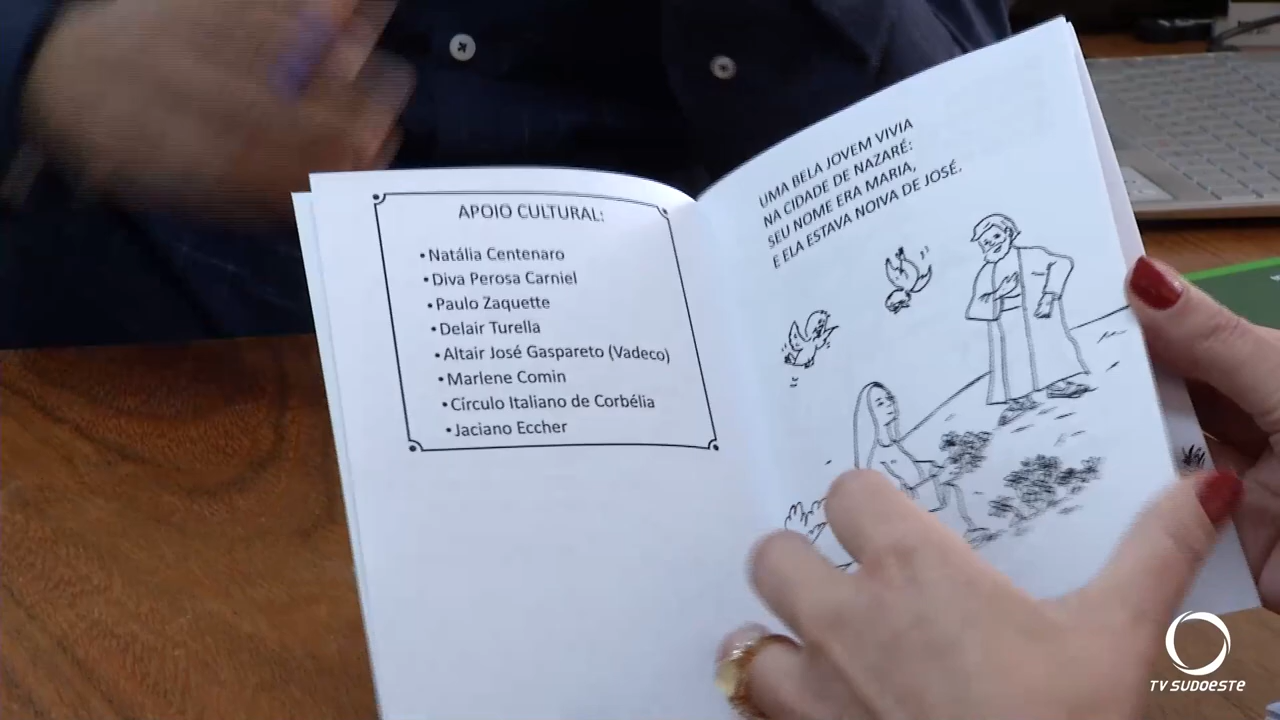 APOIO CULTURAL:
• Natália Centenaro
• Diva Perosa Carniel
• Paulo Zaquette
• Delair Turella
• Altair José Gaspareto (Vadeco)
• Marlene Comin
• Círculo Italiano de Corbélia
• Jaciano Eccher
UMA BELA JOVEM VIVIA
NA CIDADE DE NAZARÉ:
SEU NOME ERA MARIA,
E ELA ESTAVA NOIVA DE JOSÉ.
TV SUDOESTE